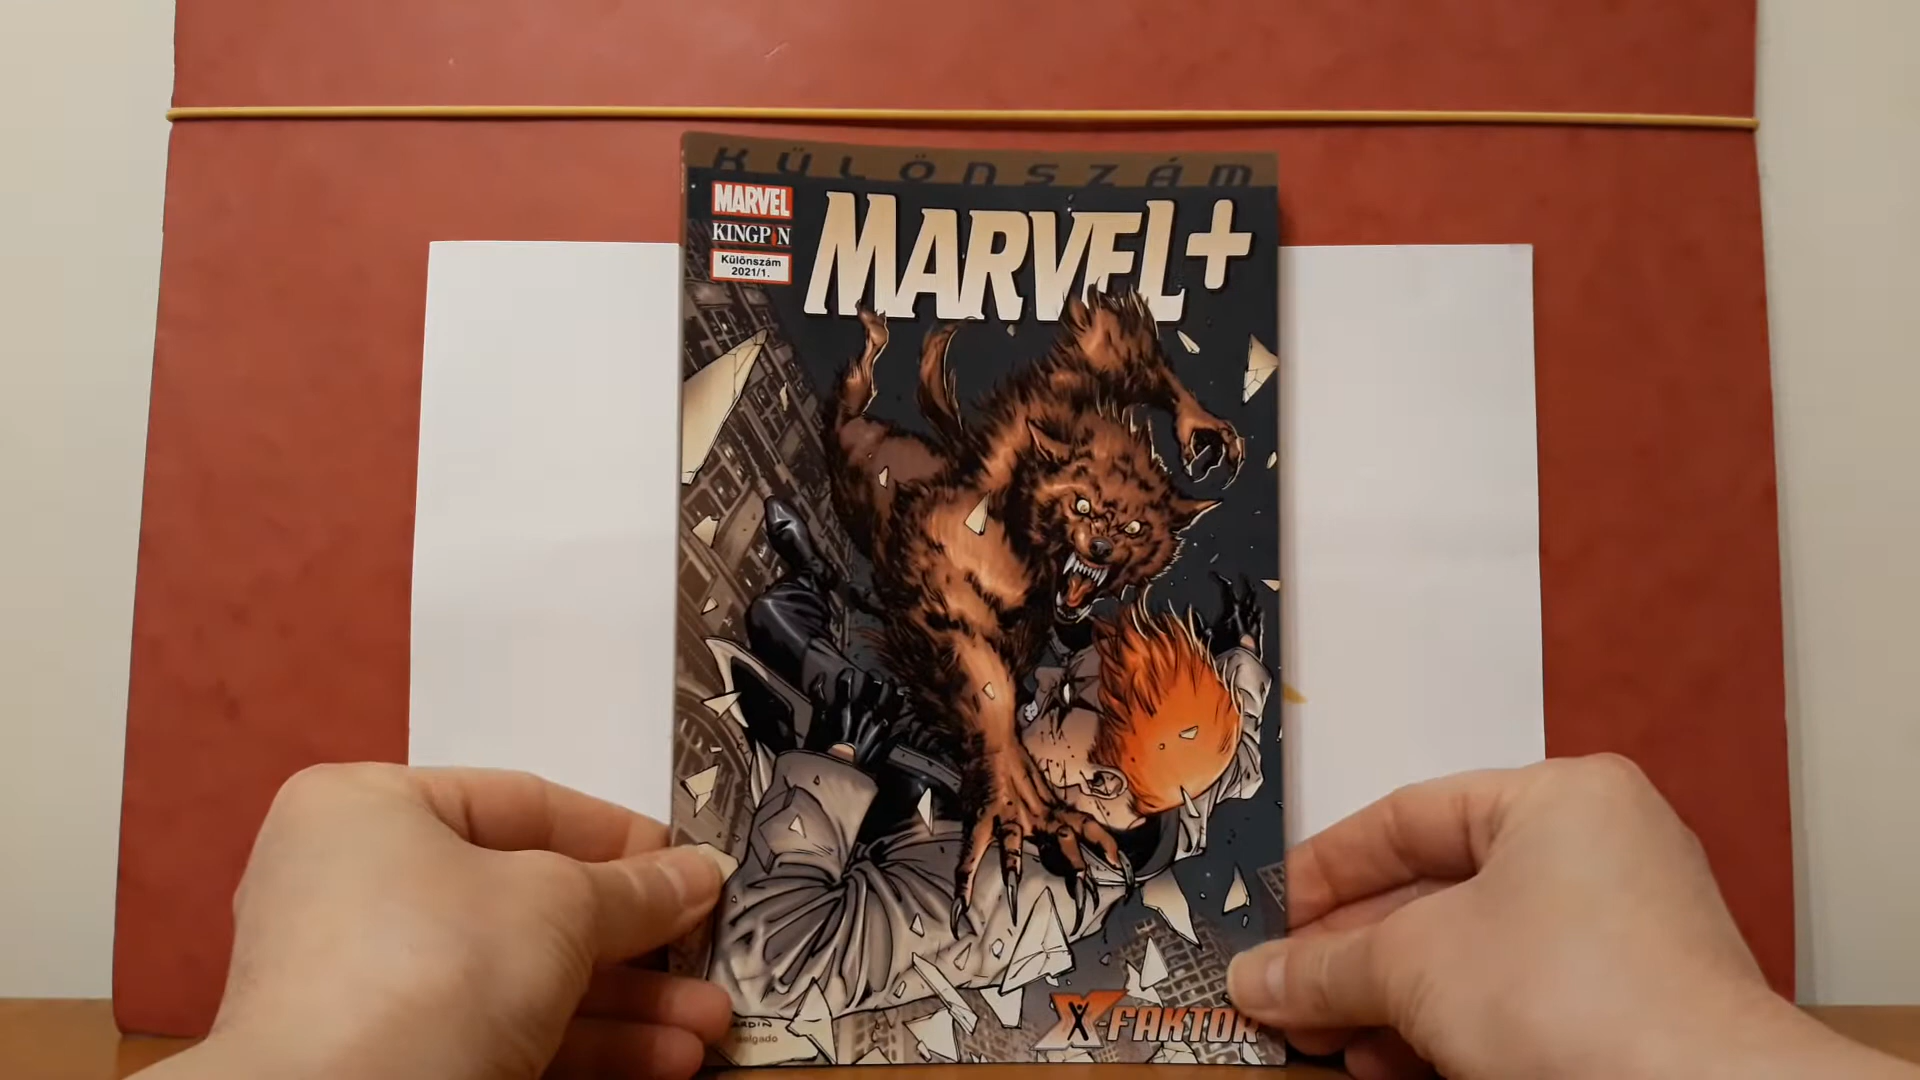 KÜLÖNSZÁM
MARVEL
KINGPIN
Különszám
2021/1.
MARVEL+
X-FAKTOR